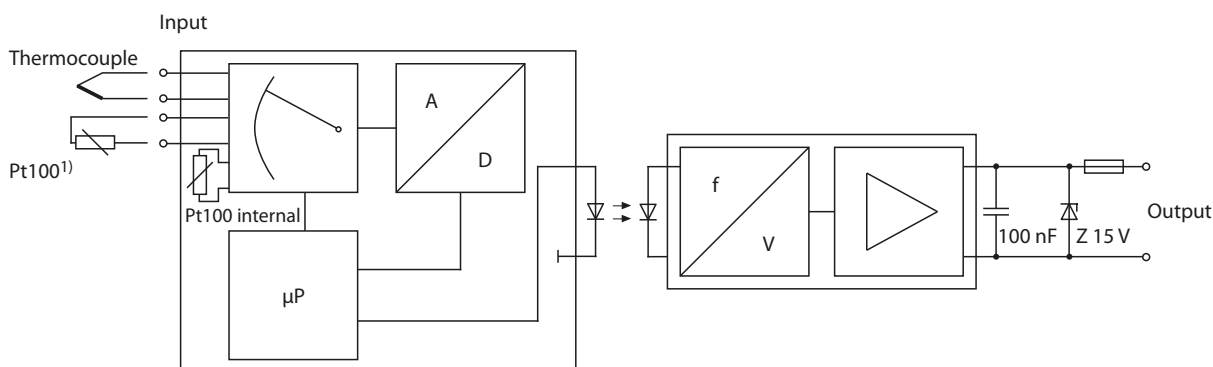 Input
Thermocouple
A
D
Pt100¹⁾
Pt100 internal
µP
f
V
100 nF
Z 15 V
Output